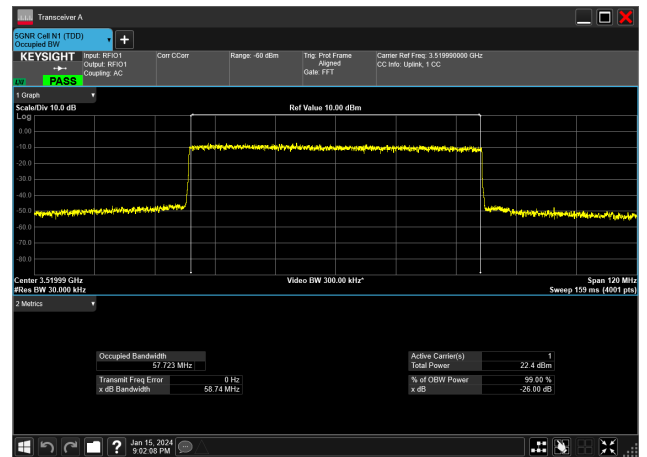 Transceiver A
5GNR Cell N1 (TDD)
Occupied BW
+
KEYSIGHT
LW PASS
Input: RFIO1
Output: RFIO1
Coupling: AC
Corr CCorr
Range: -60 dBm
Trig: Prot Frame
Aligned
Gate: FFT
Carrier Ref Freq: 3.519990000 GHz
CC Info: Uplink, 1 CC
1 Graph
Scale/Div 10.0 dB
Ref Value 10.00 dBm
Log
0.00
-10.0
-20.0
-30.0
-40.0
-50.0
-60.0
-70.0
-80.0
Center 3.51999 GHz
#Res BW 30.000 kHz
Video BW 300.00 kHz*
Span 120 MHz
Sweep 159 ms (4001 pts)
2 Metrics
Occupied Bandwidth
57.723 MHz
Transmit Freq Error 0 Hz
x dB Bandwidth 58.74 MHz
Active Carrier(s) 1
Total Power 22.4 dBm
% of OBW Power 99.00 %
x dB -26.00 dB
?
Jan 15, 2024
9:02:08 PM